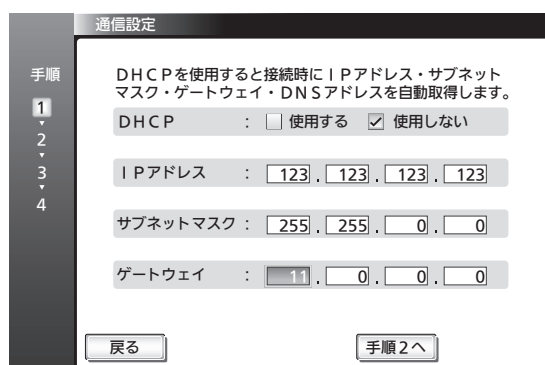 通信設定
手順
1
2
3
4
DHCPを使用すると接続時にIPアドレス・サブネット
マスク・ゲートウェイ・DNSアドレスを自動取得します。
DHCP : 使用する 使用しない
IPアドレス : 123 . 123 . 123 . 123
サブネットマスク : 255 . 255 . 0 . 0
ゲートウェイ : 11 . 0 . 0 . 0
戻る 手順2へ